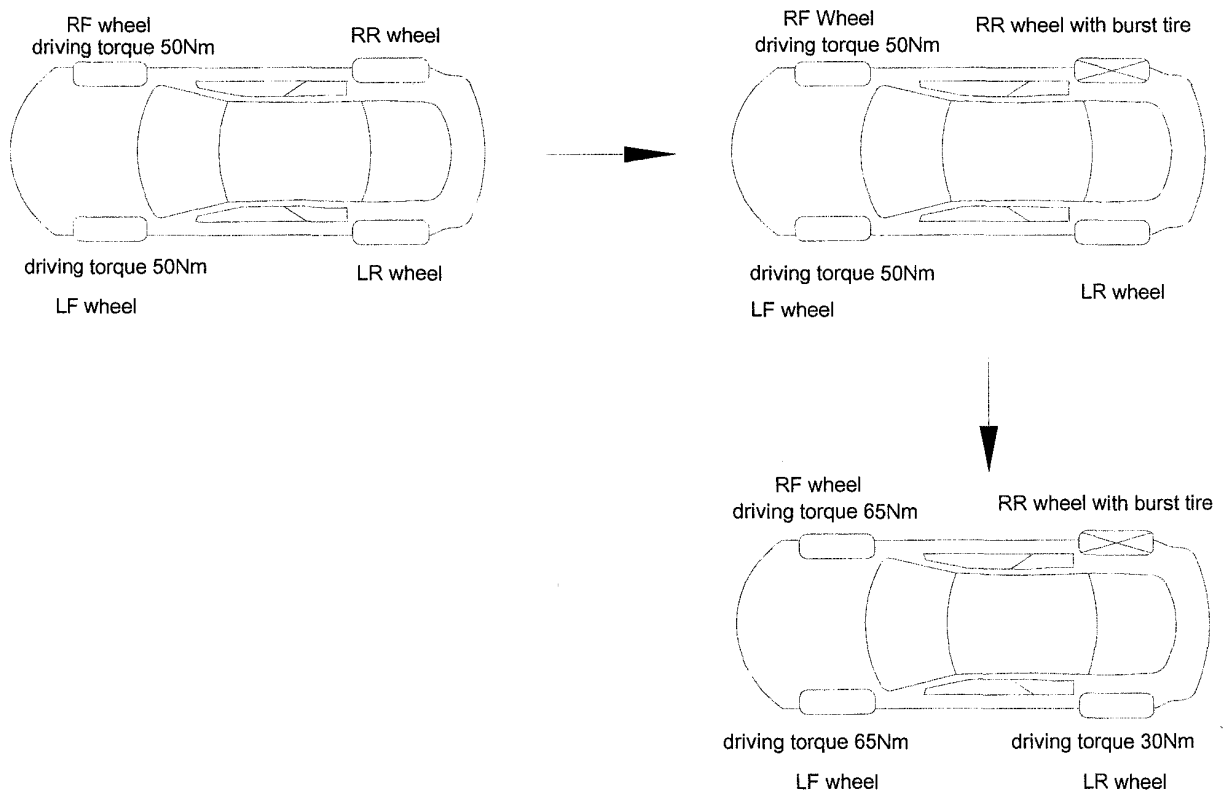 RF wheel
driving torque 50Nm
RR wheel
driving torque 50Nm
LF wheel
LR wheel
RF Wheel
driving torque 50Nm
RR wheel with burst tire
driving torque 50Nm
LF wheel
LR wheel
RF wheel
driving torque 65Nm
RR wheel with burst tire
driving torque 65Nm
LF wheel
driving torque 30Nm
LR wheel